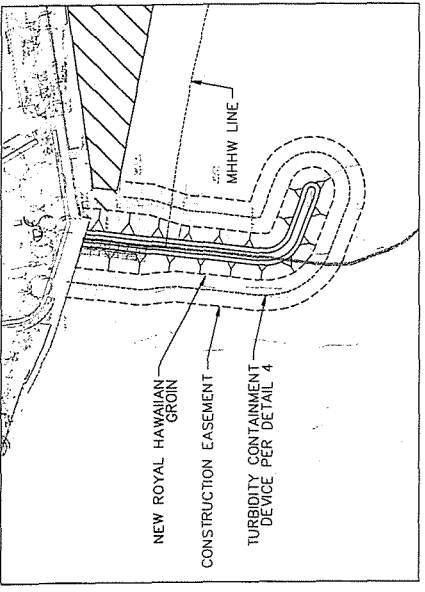 MHHW LINE
NEW ROYAL HAWAIIAN
GROIN
CONSTRUCTION EASEMENT
TURBIDITY CONTAINMENT
DEVICE PER DETAIL 4